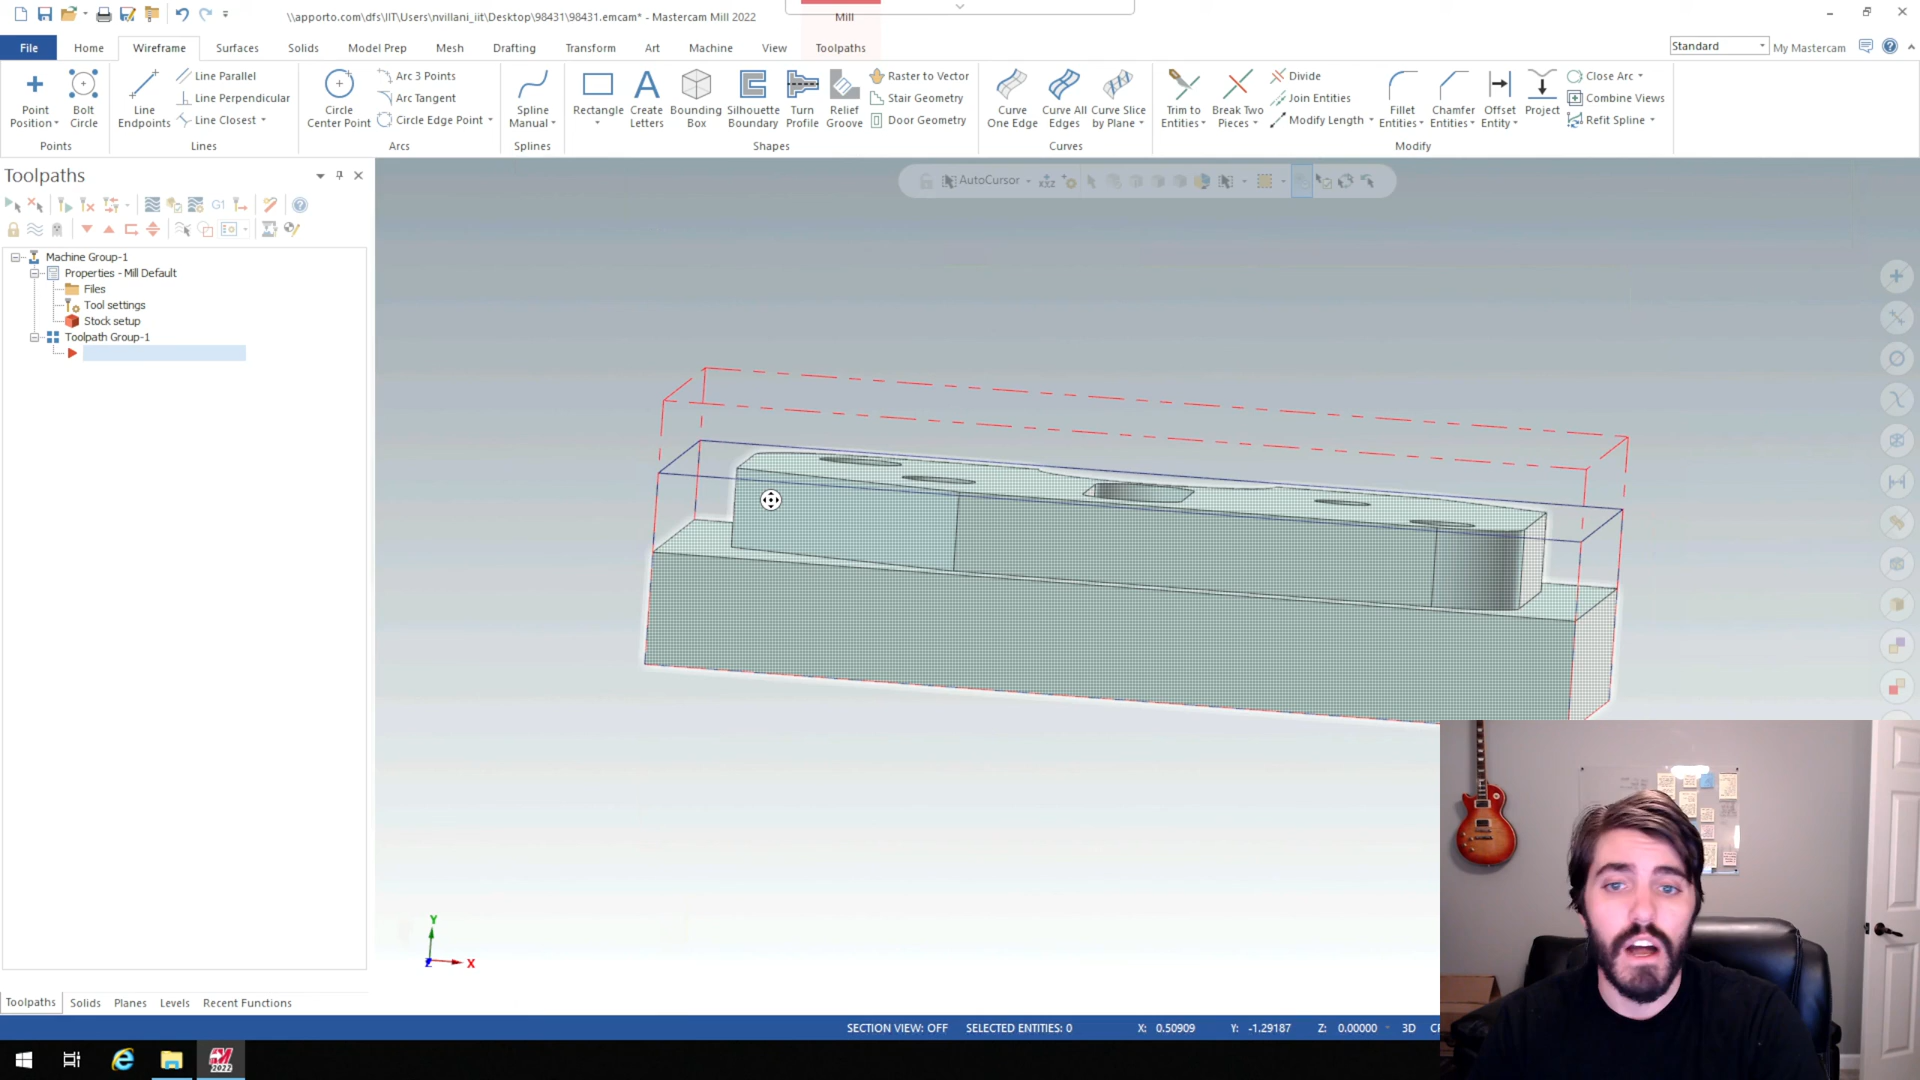 \\apporto.com\dfs\IIT\Users\nvillani_iit\Desktop\98431\98431.emcam* - Mastercam Mill 2022
Mill
File Home Wireframe Surfaces Solids Model Prep Mesh Drafting Transform Art Machine View Toolpaths
Standard My Mastercam
Point Position
Bolt Circle
Line Endpoints
Line Parallel
Line Perpendicular
Line Closest
Circle Center Point
Arc 3 Points
Arc Tangent
Circle Edge Point
Spline Manual
Rectangle
Create Letters
Bounding Box
Silhouette Boundary
Turn Profile
Relief Groove
Raster to Vector
Stair Geometry
Door Geometry
Curve One Edge
Curve All Edges
Curve Slice by Plane
Trim to Entities
Break Two Pieces
Divide
Join Entities
Modify Length
Fillet Entities
Chamfer Entities
Offset Entity
Project
Close Arc
Combine Views
Refit Spline
Points Lines Arcs Splines Shapes Curves Modify
Toolpaths
G1
AutoCursor
XYZ
Machine Group-1
Properties - Mill Default
Files
Tool settings
Stock setup
Toolpath Group-1
Y
Z X
Toolpaths Solids Planes Levels Recent Functions
SECTION VIEW: OFF SELECTED ENTITIES: 0 X: 0.50909 Y: -1.29187 Z: 0.00000 3D
2022